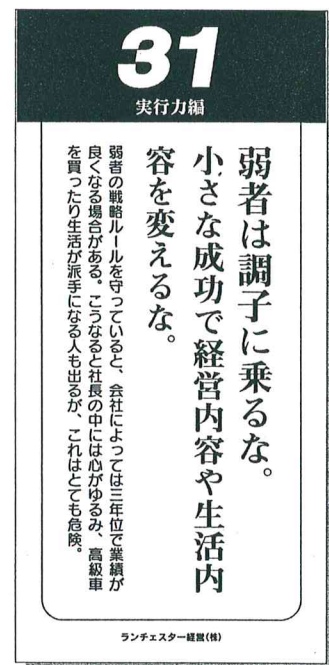 31
実行力編
弱者は調子に乗るな。
小さな成功で経営内容や生活内
容を変えるな。
弱者の戦略ルールを守っていると、会社によっては三年位で業績が
良くなる場合がある。こうなると社長の中には心がゆるみ、高級車
を買ったり生活が派手になる人も出るが、これはとても危険。
ランチェスター経営(株)